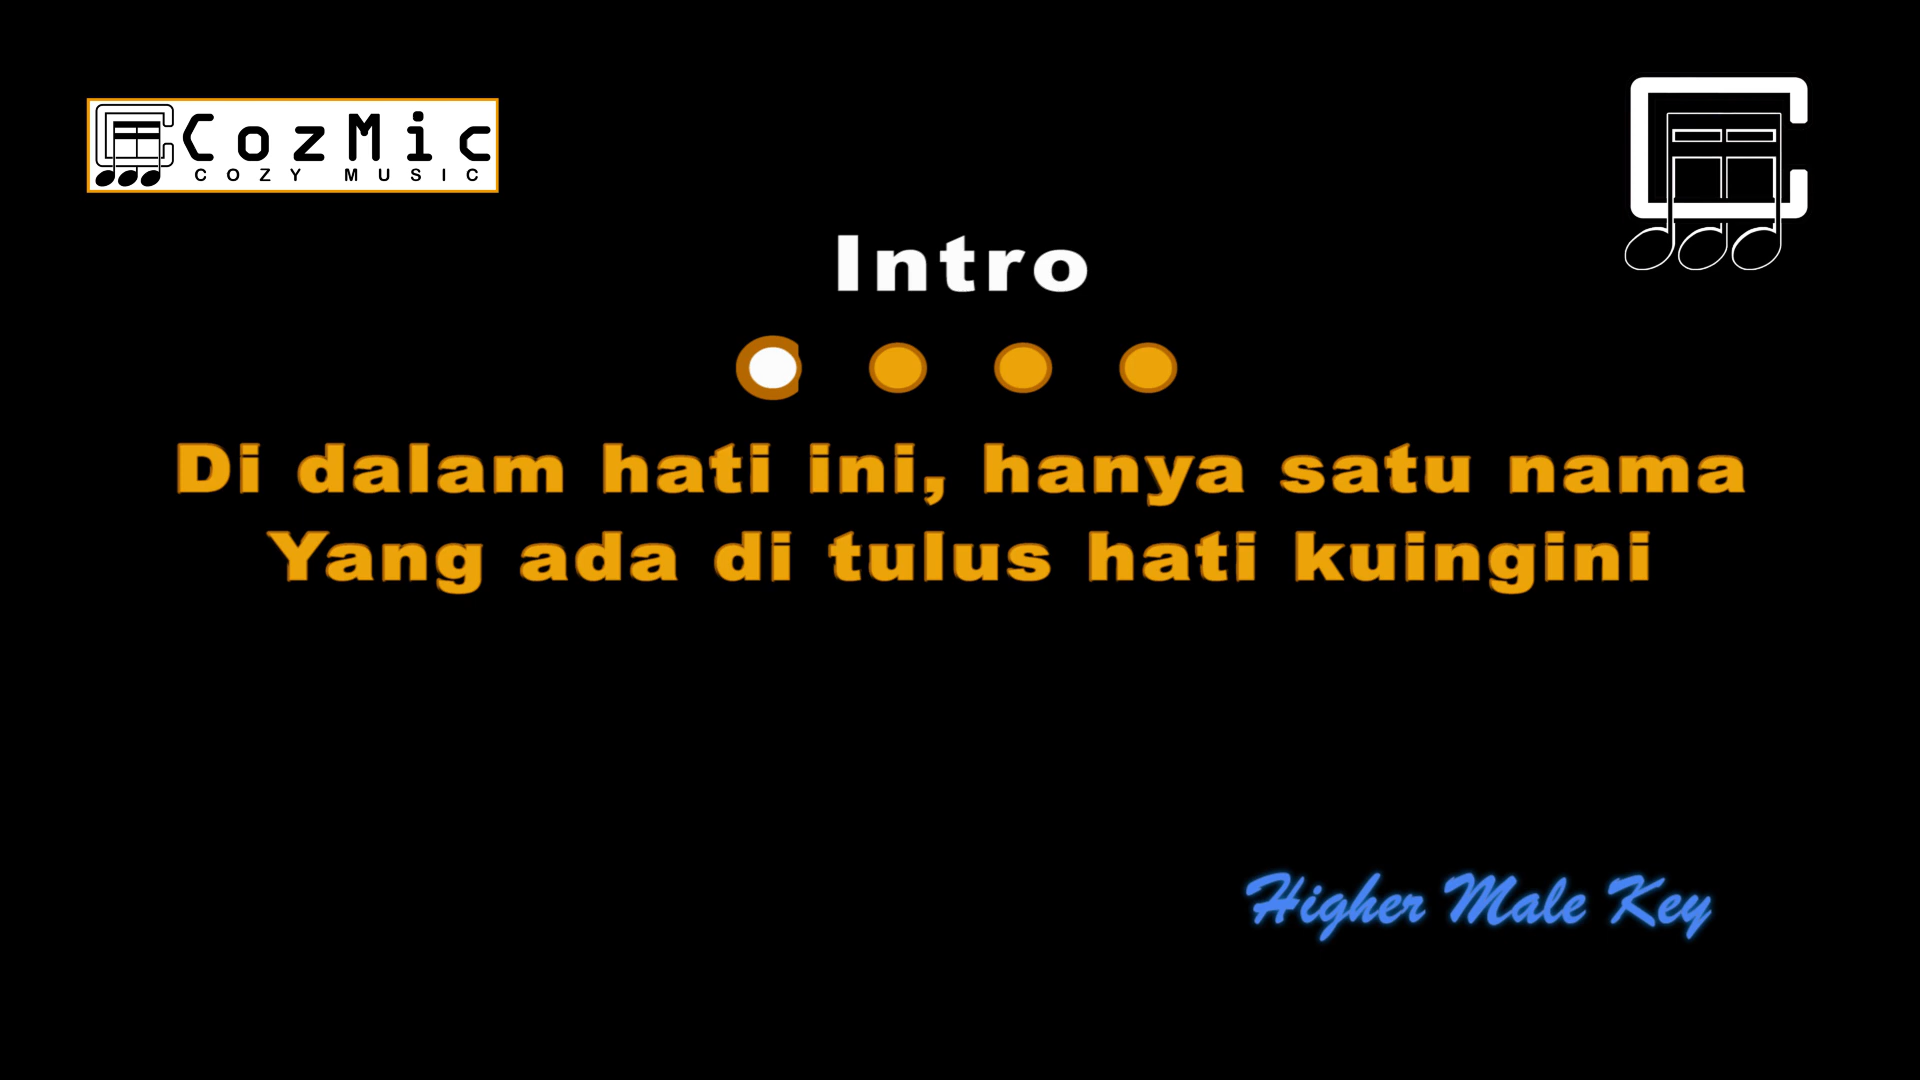 CozMic
COZY MUSIC
Intro
Di dalam hati ini, hanya satu nama
Yang ada di tulus hati kuingini
Higher Male Key